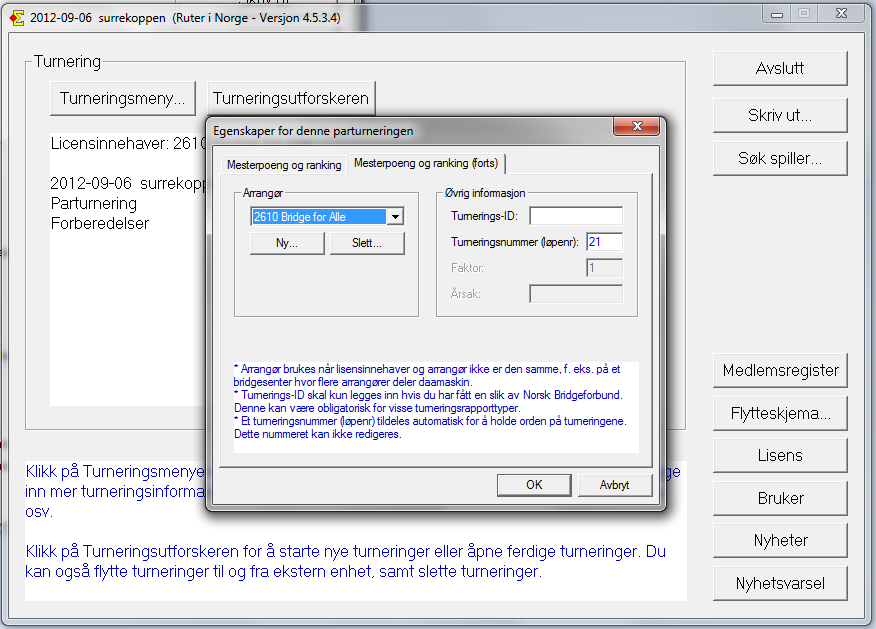 2012-09-06 surrekoppen (Ruter i Norge - Versjon 4.5.3.4)
Turnering
Turneringsmeny...
Turneringsutforskeren
Licensinnehaver: 2610
2012-09-06 surrekopp
Parturnering
Forberedelser
Egenskaper for denne parturneringen
Mesterpoeng og ranking
Mesterpoeng og ranking (forts)
Arrangør
2610 Bridge for Alle
Ny...
Slett...
Øvrig informasjon
Turnerings-ID:
Turneringsnummer (løpenr): 21
Faktor: 1
Årsak:
* Arrangør brukes når lisensinnehaver og arrangør ikke er den samme, f. eks. på et
bridgesenter hvor flere arrangører deler daamaskin.
* Turnerings-ID skal kun legges inn hvis du har fått en slik av Norsk Bridgeforbund.
Denne kan være obligatorisk for visse turneringsrapporttyper.
* Et turneringsnummer (løpenr) tildeles automatisk for å holde orden på turneringene.
Dette nummeret kan ikke redigeres.
OK
Avbryt
Klikk på Turneringsmenye ge
inn mer turneringsinforma
osv.
Klikk på Turneringsutforskeren for å starte nye turneringer eller åpne ferdige turneringer. Du
kan også flytte turneringer til og fra ekstern enhet, samt slette turneringer.
Avslutt
Skriv ut...
Søk spiller...
Medlemsregister
Flytteskjema...
Lisens
Bruker
Nyheter
Nyhetsvarsel